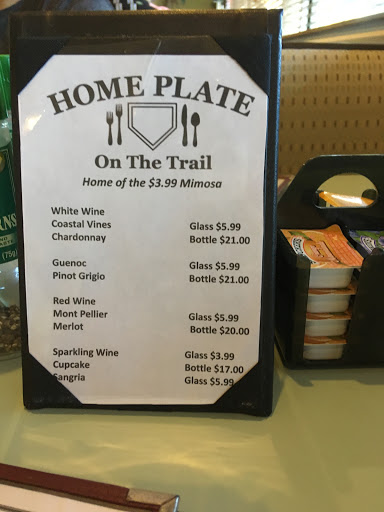 HOME PLATE
On The Trail
Home of the $3.99 Mimosa
White Wine
Coastal Vines Glass $5.99
Chardonnay Bottle $21.00
Guenoc Glass $5.99
Pinot Grigio Bottle $21.00
Red Wine
Mont Pellier Glass $5.99
Merlot Bottle $20.00
Sparkling Wine Glass $3.99
Cupcake Bottle $17.00
Sangria Glass $5.99